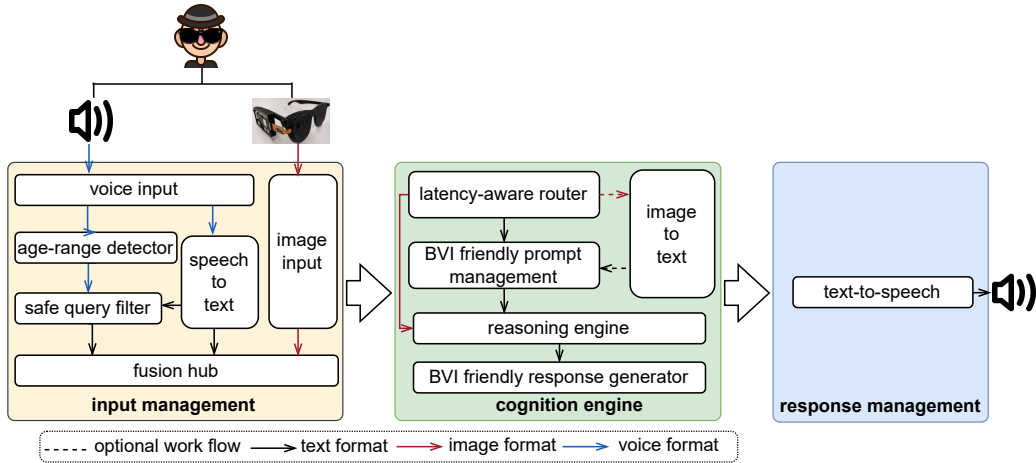 voice input
age-range detector
safe query filter
speech
to
text
image
input
fusion hub
input management
latency-aware router
BVI friendly prompt
management
image
to
text
reasoning engine
BVI friendly response generator
cognition engine
text-to-speech
response management
optional work flow
text format
image format
voice format